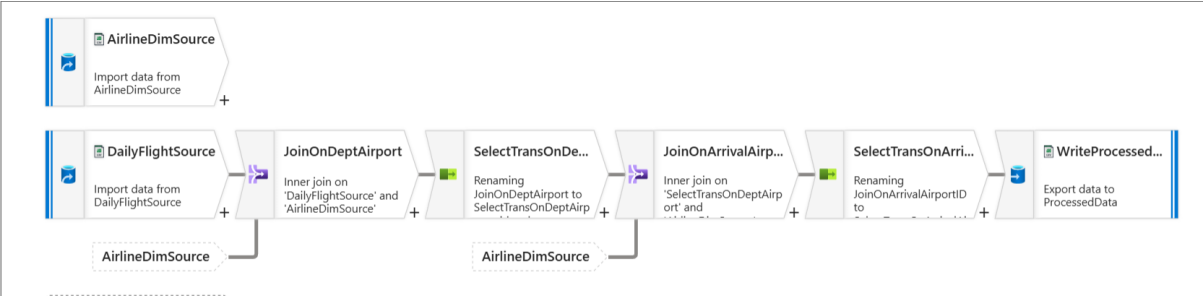 AirlineDimSource
Import data from
AirlineDimSource
+
DailyFlightSource
Import data from
DailyFlightSource
+
JoinOnDeptAirport
Inner join on
'DailyFlightSource' and
'AirlineDimSource'
+
SelectTransOnDe...
Renaming
JoinOnDeptAirport to
SelectTransOnDeptAirp
+
JoinOnArrivalAirp...
Inner join on
'SelectTransOnDeptAirp
ort' and
+
SelectTransOnArri...
Renaming
JoinOnArrivalAirportID
to
+
WriteProcessed...
Export data to
ProcessedData
AirlineDimSource
AirlineDimSource